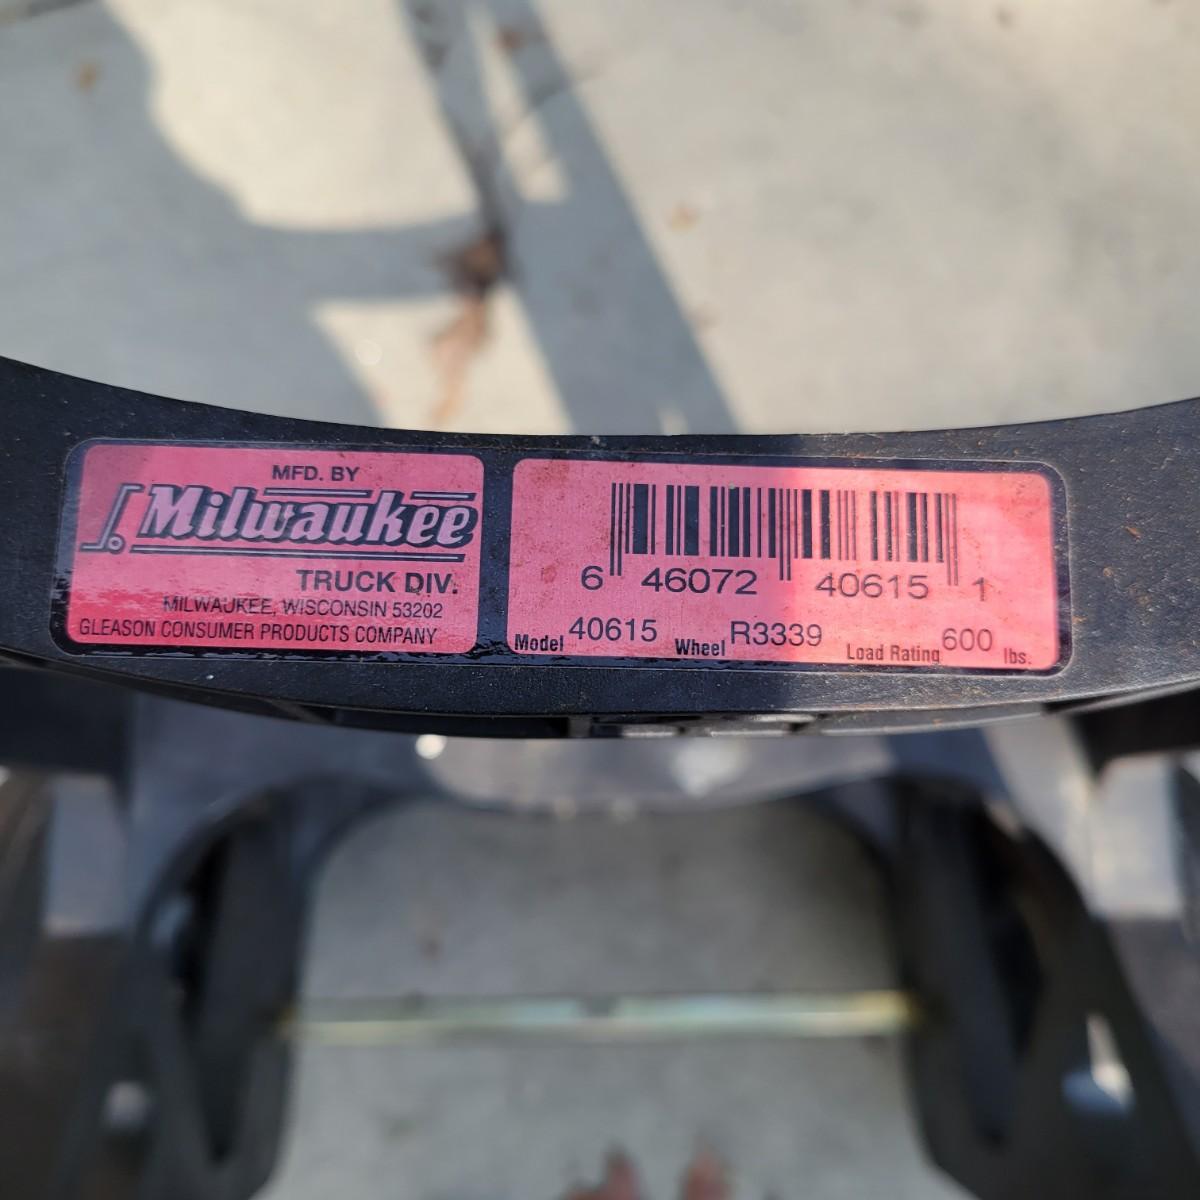 MFD. BY
Milwaukee
TRUCK DIV.
MILWAUKEE, WISCONSIN 53202
GLEASON CONSUMER PRODUCTS COMPANY
6 46072 40615 1
Model 40615 Wheel R3339 Load Rating 600 lbs.